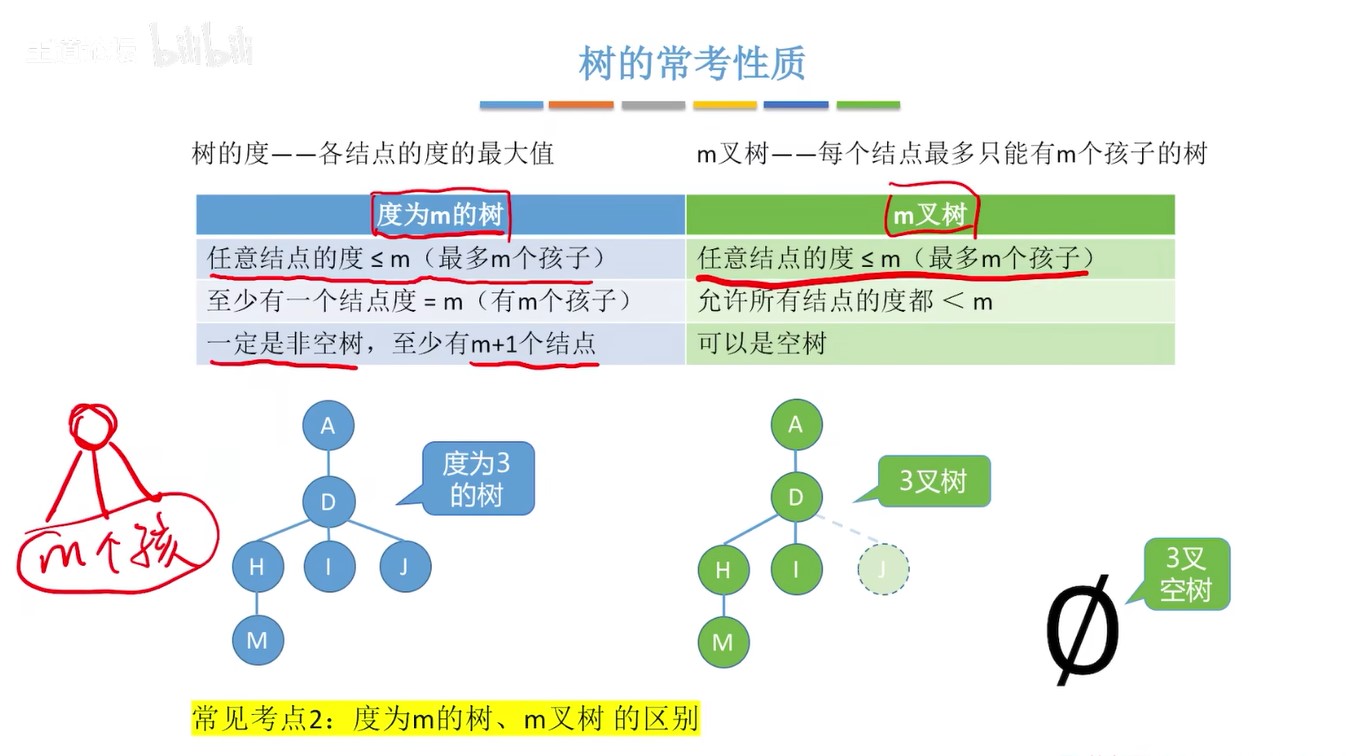 bilibili
树的常考性质
树的度——各结点的度的最大值
m叉树——每个结点最多只能有m个孩子的树
度为m的树
m叉树
任意结点的度 ≤ m（最多m个孩子）
任意结点的度 ≤ m（最多m个孩子）
至少有一个结点度 = m（有m个孩子）
允许所有结点的度都 ＜ m
一定是非空树，至少有m+1个结点
可以是空树
A
D
H
I
J
M
度为3
的树
m个孩
A
D
H
I
J
M
3叉树
Ø
3叉
空树
常见考点2：度为m的树、m叉树 的区别